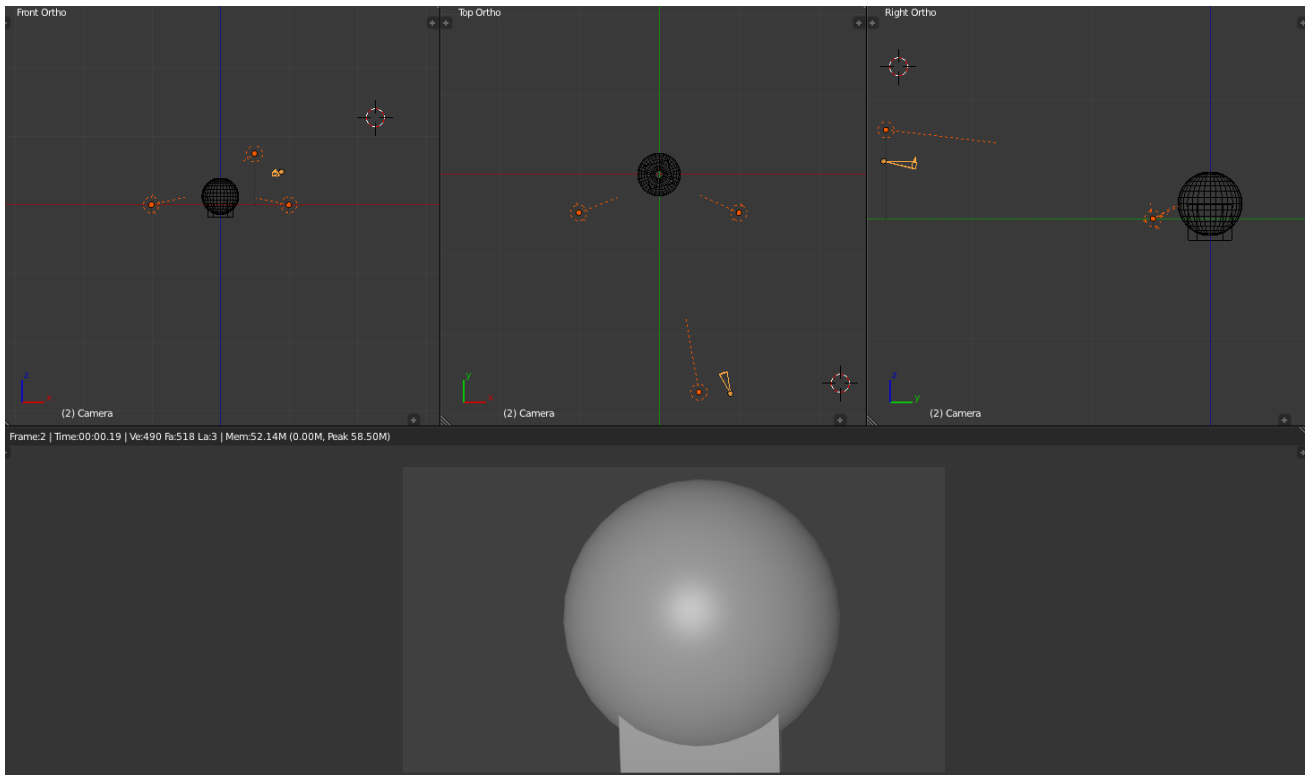 Front Ortho
Top Ortho
Right Ortho
z
x
(2) Camera
y
x
(2) Camera
z
y
(2) Camera
Frame:2 | Time:00:00.19 | Ve:490 Fa:518 La:3 | Mem:52.14M (0.00M, Peak 58.50M)